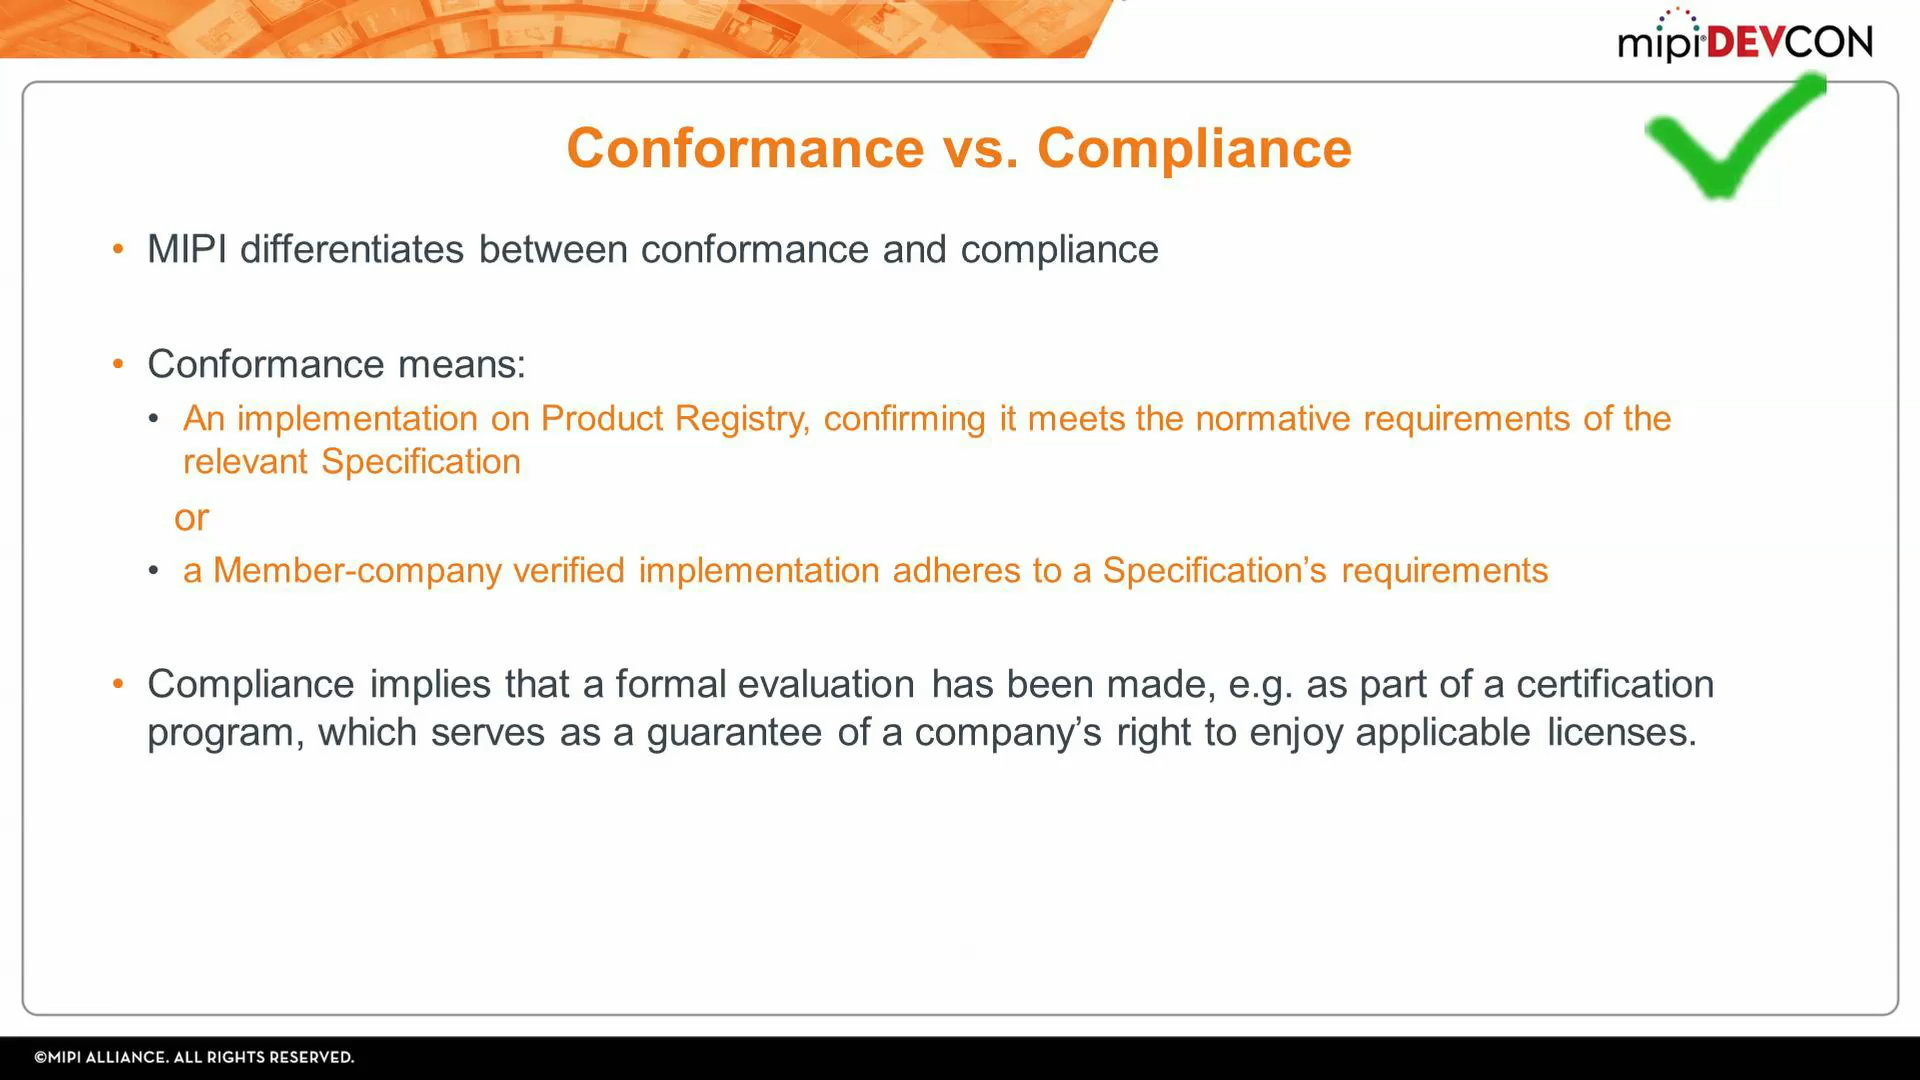 mipi®DEVCON
Conformance vs. Compliance
• MIPI differentiates between conformance and compliance
• Conformance means:
• An implementation on Product Registry, confirming it meets the normative requirements of the
relevant Specification
or
• a Member-company verified implementation adheres to a Specification’s requirements
• Compliance implies that a formal evaluation has been made, e.g. as part of a certification
program, which serves as a guarantee of a company’s right to enjoy applicable licenses.
©MIPI ALLIANCE. ALL RIGHTS RESERVED.